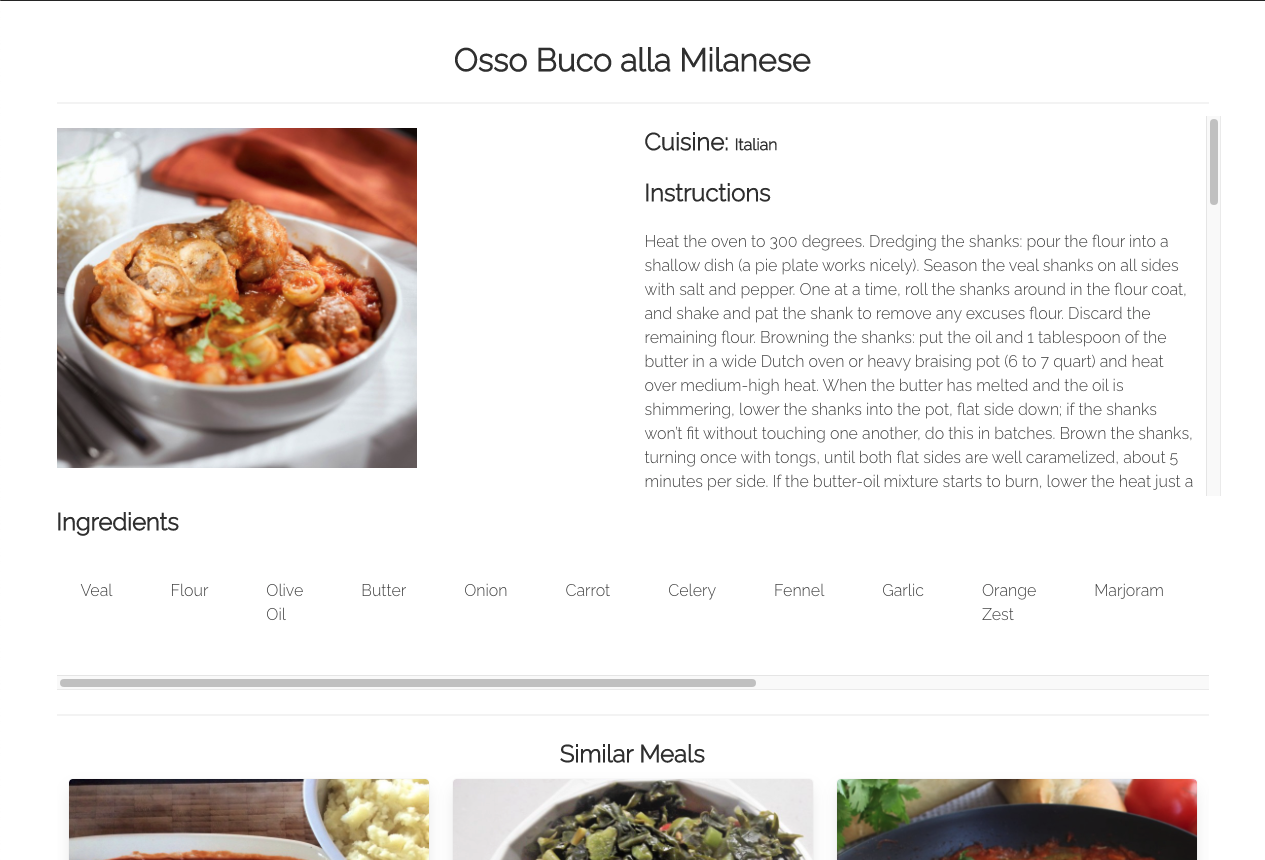 Osso Buco alla Milanese
Cuisine: Italian
Instructions
Heat the oven to 300 degrees. Dredging the shanks: pour the flour into a
shallow dish (a pie plate works nicely). Season the veal shanks on all sides
with salt and pepper. One at a time, roll the shanks around in the flour coat,
and shake and pat the shank to remove any excuses flour. Discard the
remaining flour. Browning the shanks: put the oil and 1 tablespoon of the
butter in a wide Dutch oven or heavy braising pot (6 to 7 quart) and heat
over medium-high heat. When the butter has melted and the oil is
shimmering, lower the shanks into the pot, flat side down; if the shanks
won’t fit without touching one another, do this in batches. Brown the shanks,
turning once with tongs, until both flat sides are well caramelized, about 5
minutes per side. If the butter-oil mixture starts to burn, lower the heat just a
Ingredients
Veal Flour Olive Oil Butter Onion Carrot Celery Fennel Garlic Orange Zest Marjoram
Similar Meals